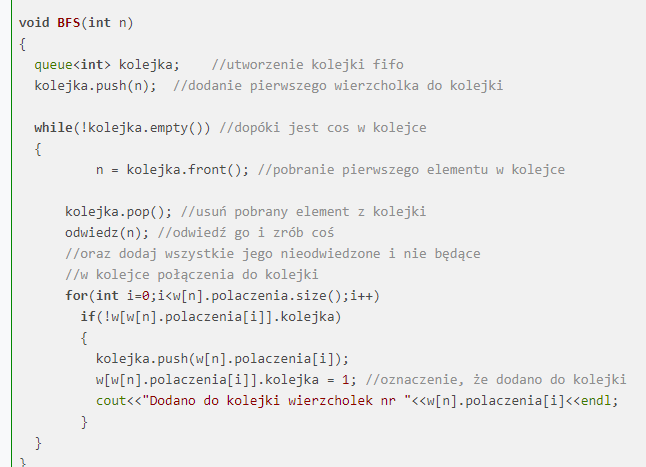 void BFS(int n)
{
queue<int> kolejka;    //utworzenie kolejki fifo
kolejka.push(n);  //dodanie pierwszego wierzcholka do kolejki
while(!kolejka.empty()) //dopóki jest cos w kolejce
{
n = kolejka.front(); //pobranie pierwszego elementu w kolejce
kolejka.pop(); //usuń pobrany element z kolejki
odwiedz(n); //odwiedź go i zrób coś
//oraz dodaj wszystkie jego nieodwiedzone i nie będące
//w kolejce połączenia do kolejki
for(int i=0;i<w[n].polaczenia.size();i++)
if(!w[w[n].polaczenia[i]].kolejka)
{
kolejka.push(w[n].polaczenia[i]);
w[w[n].polaczenia[i]].kolejka = 1; //oznaczenie, że dodano do kolejki
cout<<"Dodano do kolejki wierzcholek nr "<<w[n].polaczenia[i]<<endl;
}
}
}